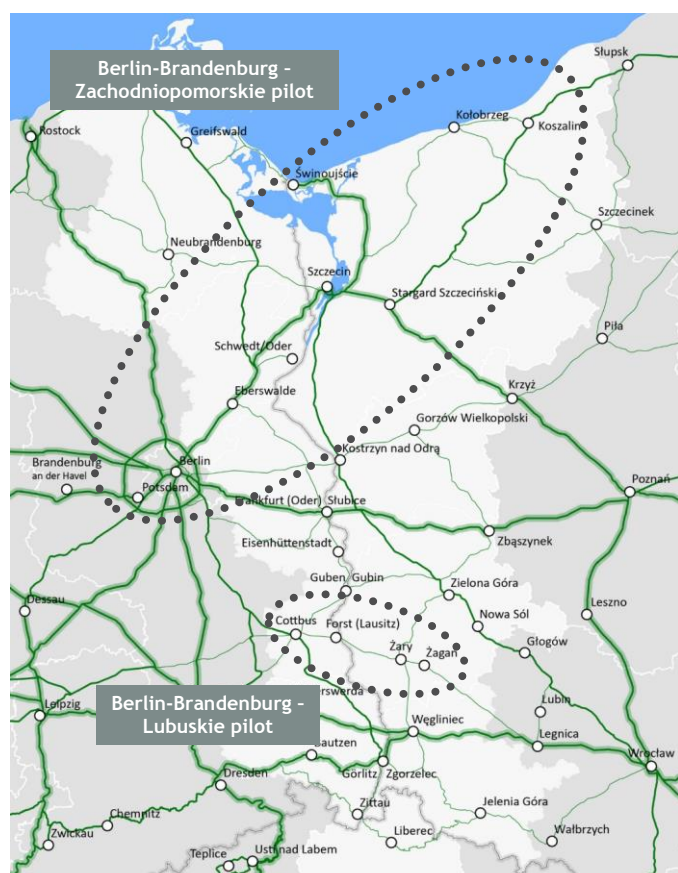 Berlin-Brandenburg -
Zachodniopomorskie pilot
Słupsk
Rostock
Greifswald
Kołobrzeg
Koszalin
Świnoujście
Szczecinek
Neubrandenburg
Szczecin
Stargard Szczeciński
Schwedt/Oder
Piła
Eberswalde
Krzyż
Gorzów Wielkopolski
Kostrzyn nad Odrą
Berlin
Brandenburg
an der Havel
Potsdam
Poznań
Frankfurt (Oder) Słubice
Eisenhüttenstadt
Zbąszynek
Guben Gubin
Zielona Góra
Dessau
Leszno
Nowa Sól
Cottbus
Forst (Lausitz)
Żary
Żagań
Głogów
Berlin-Brandenburg -
Lubuskie pilot
erswerda
Leipzig
Lubin
Węgliniec
Legnica
autzen
Görlitz Zgorzelec
Wrocław
Dresden
Chemnitz
Zittau
Jelenia Góra
Zwickau
Liberec
Wałbrzych
Teplice
Ustí nad Labem